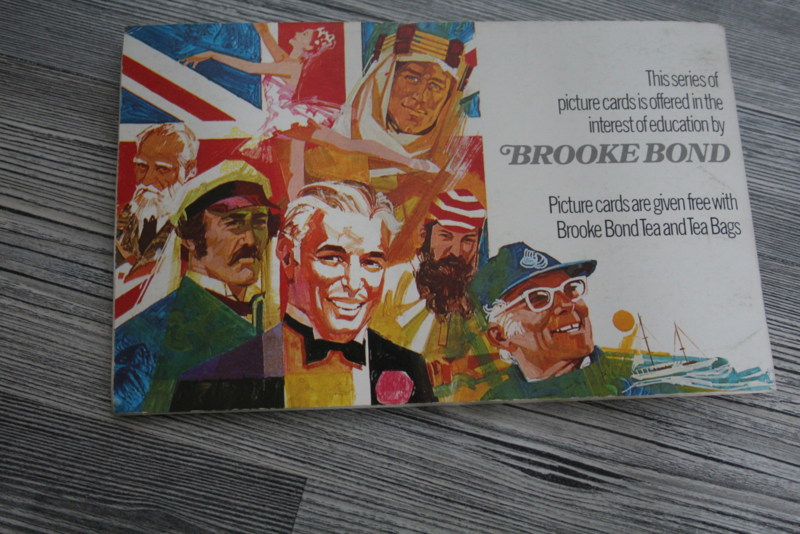 This series of
picture cards is offered in the
interest of education by
BROOKE BOND
Picture cards are given free with
Brooke Bond Tea and Tea Bags